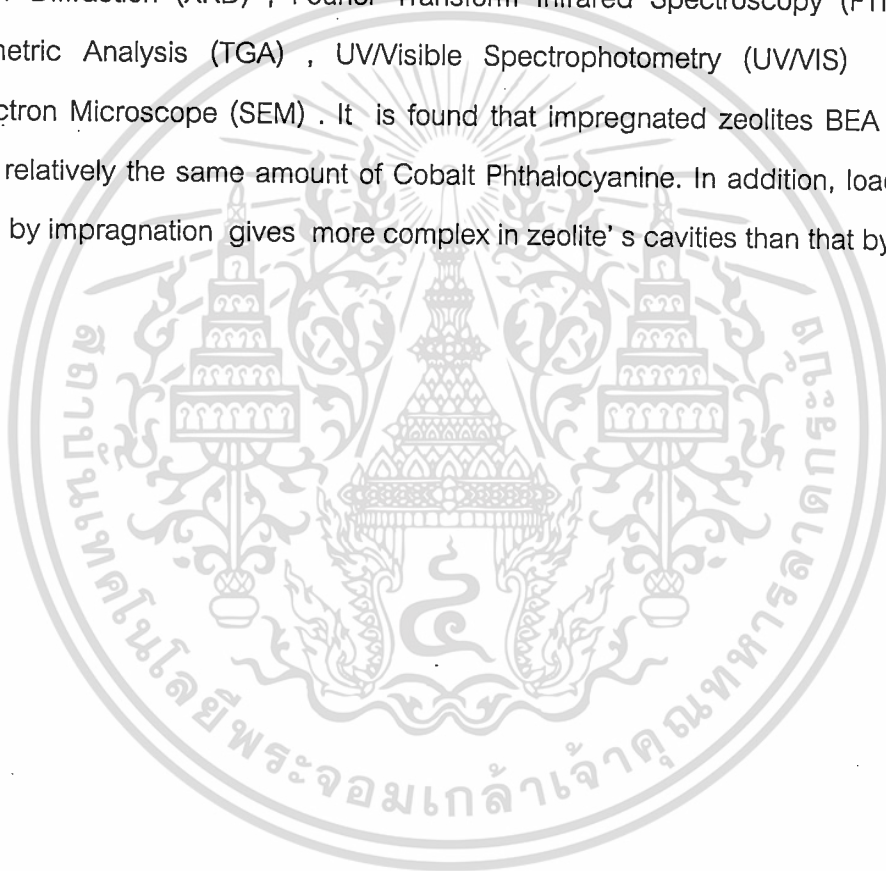 Diffraction (XRD) , Fourier Transform Infrared Spectroscopy
metric Analysis (TGA) , UV/Visible Spectrophotometry (UV/VIS)
ctron Microscope (SEM) . It is found that impregnated zeolites BEA
relatively the same amount of Cobalt Phthalocyanine. In addition, loa
by impragnation gives more complex in zeolite' s cavities than that by
สถาบันเทคโนโลยีพระจอมเกล้าเจ้าคุณทหารลาดกระบัง